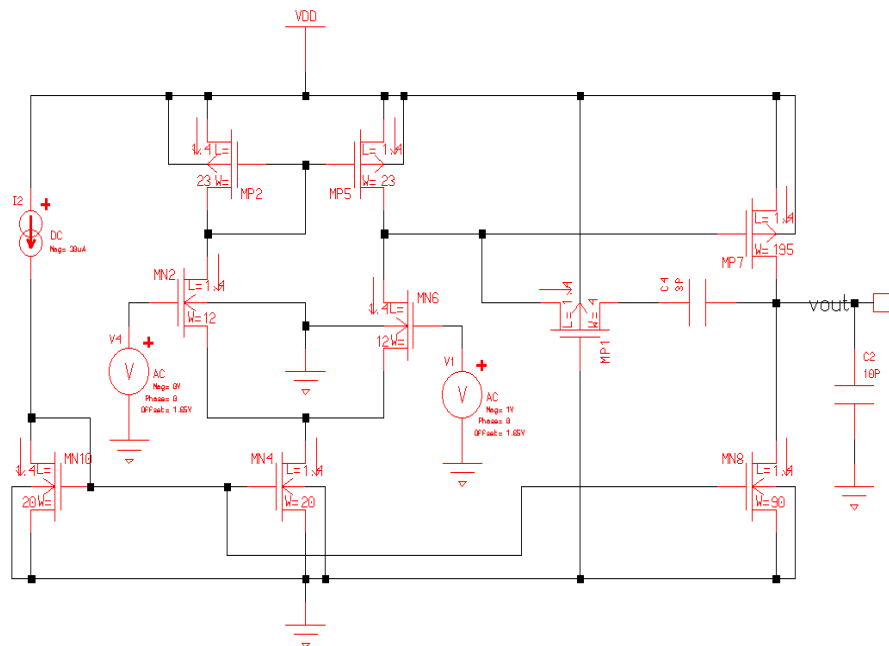 VDD
1.4 L=
W=
23
MP2
L= 1.4
W= 23
MP5
I2
DC
Mag= 30uA
L= 1.4
W= 195
MP7
MN2
L= 1.4
W= 12
1.4 L=
W=
12
MN6
L= 1.4
W= 4
MP1
C4
vout
V4
AC
Mag= 0V
Phase= 0
Offset= 1.65V
V1
AC
Mag= 1V
Phase= 0
Offset= 1.65V
C2
10P
MN10
1.4 L=
W=
20
MN4
L= 1.4
W= 20
MN8
L= 1.4
W= 90